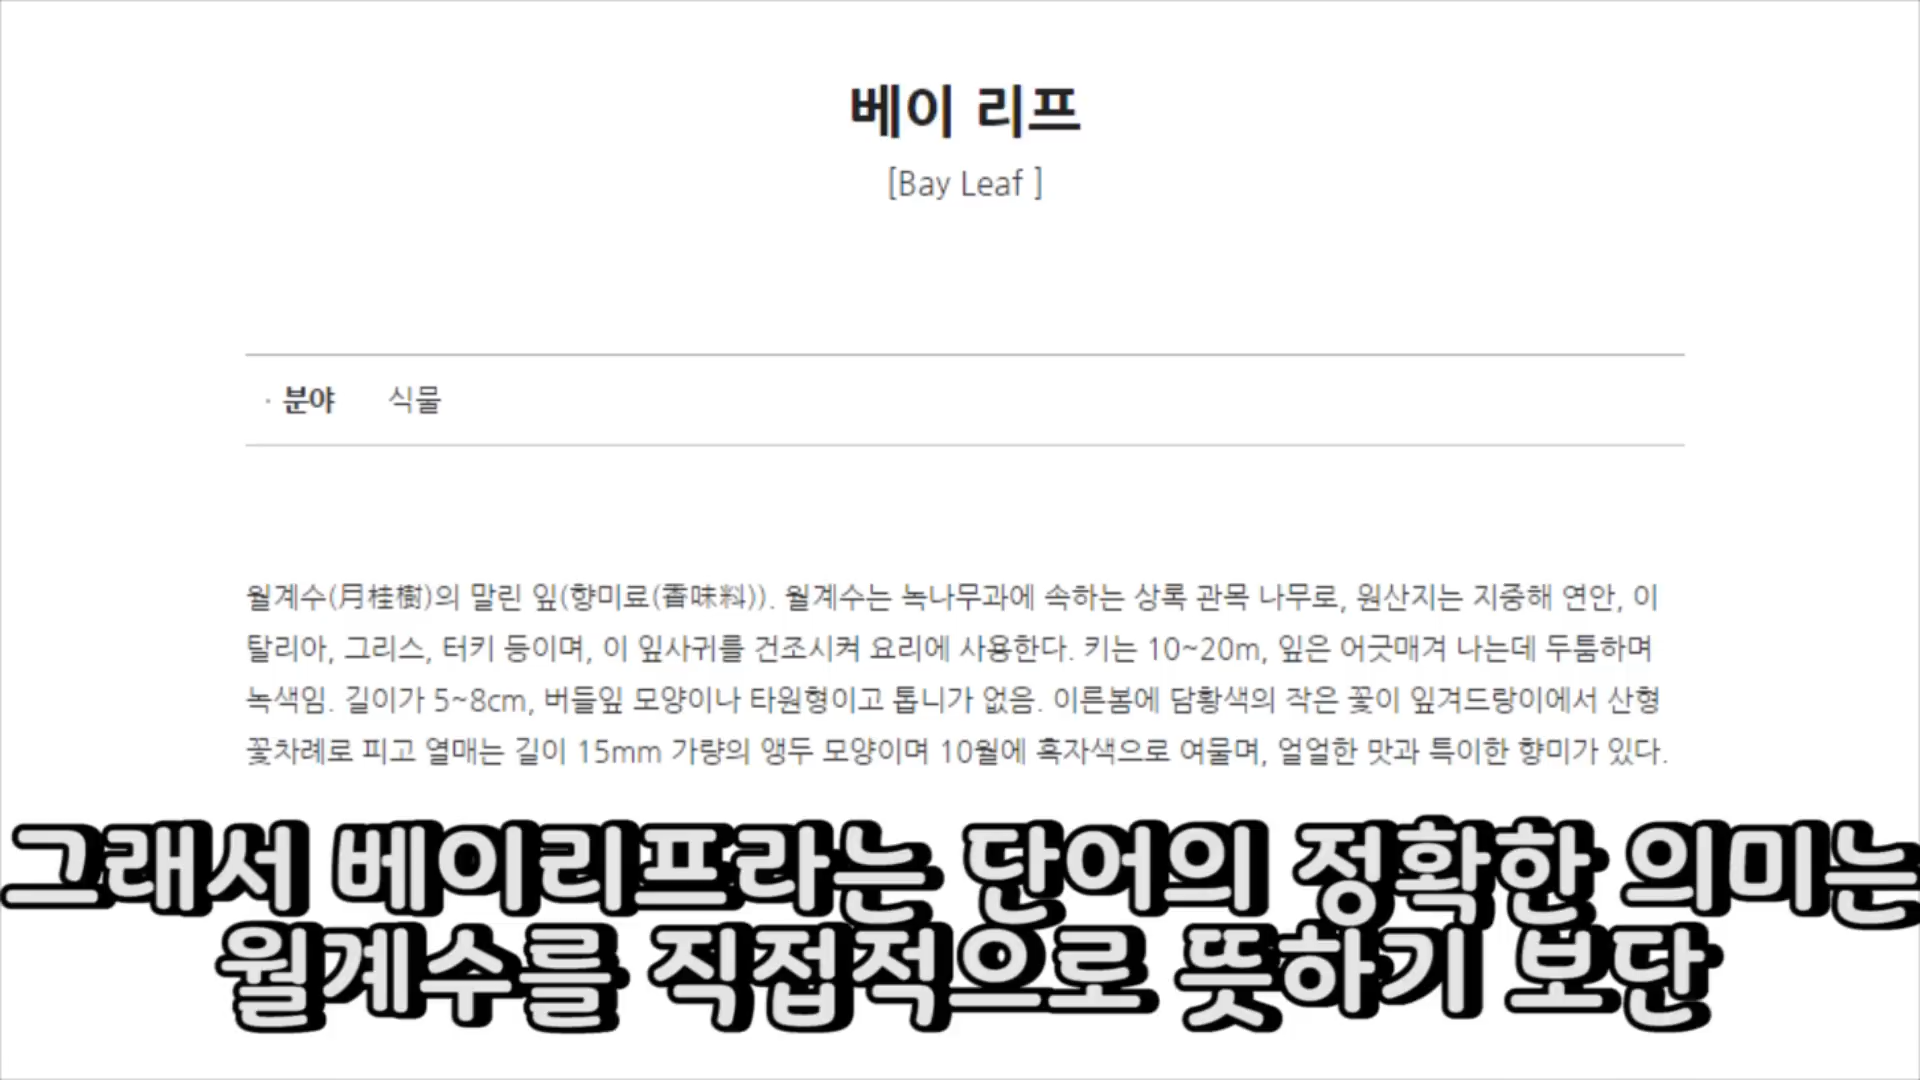 베이 리프
[Bay Leaf ]
· 분야 식물
월계수(月桂樹)의 말린 잎(향미료(香味料)). 월계수는 녹나무과에 속하는 상록 관목 나무로, 원산지는 지중해 연안, 이
탈리아, 그리스, 터키 등이며, 이 잎사귀를 건조시켜 요리에 사용한다. 키는 10~20m, 잎은 어긋매겨 나는데 두툼하며
녹색임. 길이가 5~8cm, 버들잎 모양이나 타원형이고 톱니가 없음. 이른봄에 담황색의 작은 꽃이 잎겨드랑이에서 산형
꽃차례로 피고 열매는 길이 15mm 가량의 앵두 모양이며 10월에 흑자색으로 여물며, 얼얼한 맛과 특이한 향미가 있다.
그래서 베이리프라는 단어의 정확한 의미는
월계수를 직접적으로 뜻하기 보단